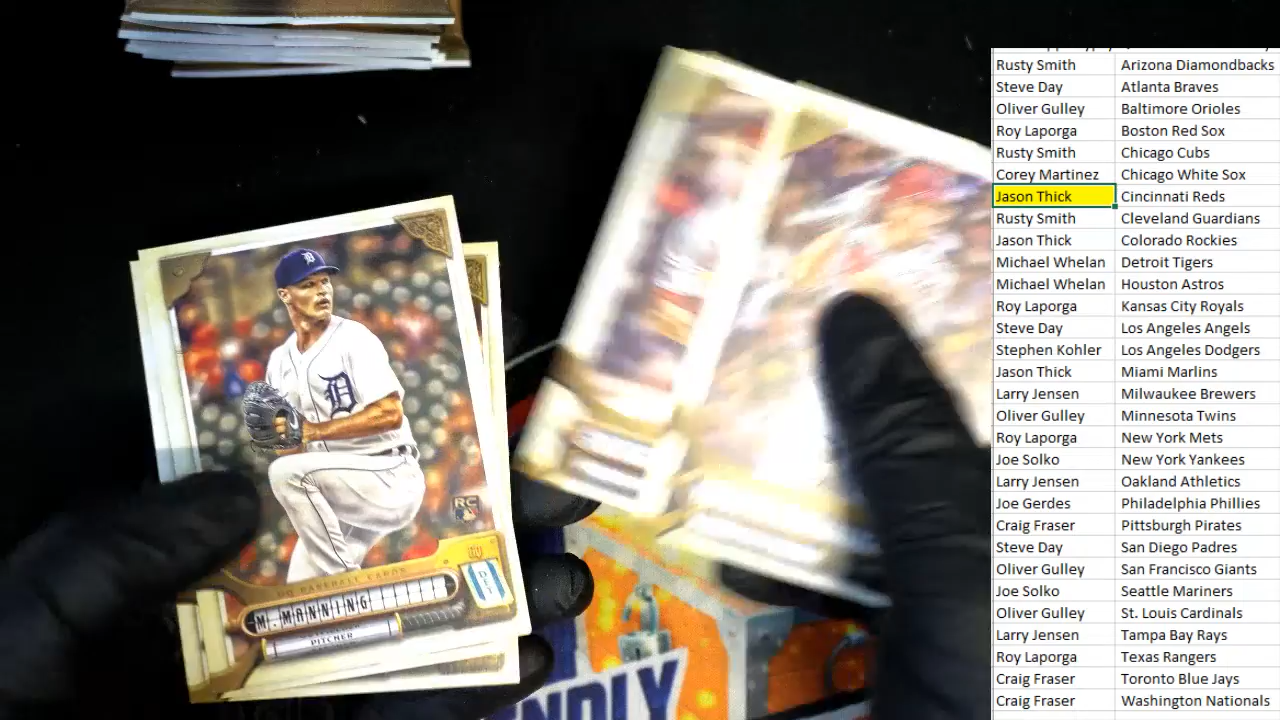 Rusty Smith Arizona Diamondbacks
Steve Day Atlanta Braves
Oliver Gulley Baltimore Orioles
Roy Laporga Boston Red Sox
Rusty Smith Chicago Cubs
Corey Martinez Chicago White Sox
Jason Thick Cincinnati Reds
Rusty Smith Cleveland Guardians
Jason Thick Colorado Rockies
Michael Whelan Detroit Tigers
Michael Whelan Houston Astros
Roy Laporga Kansas City Royals
Steve Day Los Angeles Angels
Stephen Kohler Los Angeles Dodgers
Jason Thick Miami Marlins
Larry Jensen Milwaukee Brewers
Oliver Gulley Minnesota Twins
Roy Laporga New York Mets
Joe Solko New York Yankees
Larry Jensen Oakland Athletics
Joe Gerdes Philadelphia Phillies
Craig Fraser Pittsburgh Pirates
Steve Day San Diego Padres
Oliver Gulley San Francisco Giants
Joe Solko Seattle Mariners
Oliver Gulley St. Louis Cardinals
Larry Jensen Tampa Bay Rays
Roy Laporga Texas Rangers
Craig Fraser Toronto Blue Jays
Craig Fraser Washington Nationals
D
D
RC
BASEBALL CARDS
DET
M. MANNING
PITCHER
NDLY